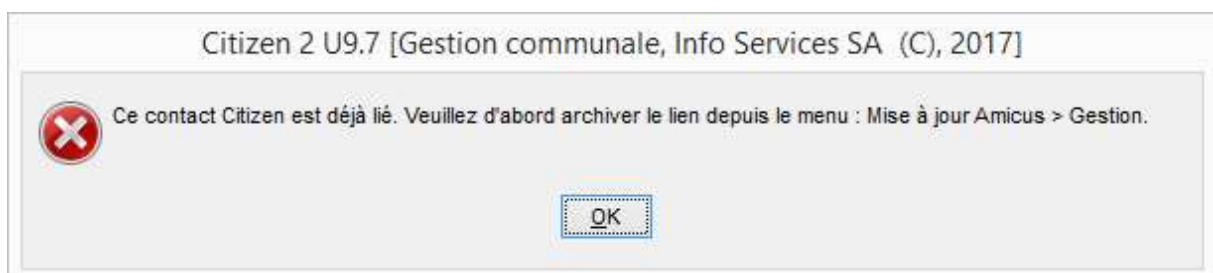 Citizen 2 U9.7 [Gestion communale, Info Services SA (C), 2017]
Ce contact Citizen est déjà lié. Veuillez d'abord archiver le lien depuis le menu : Mise à jour Amicus > Gestion.
OK